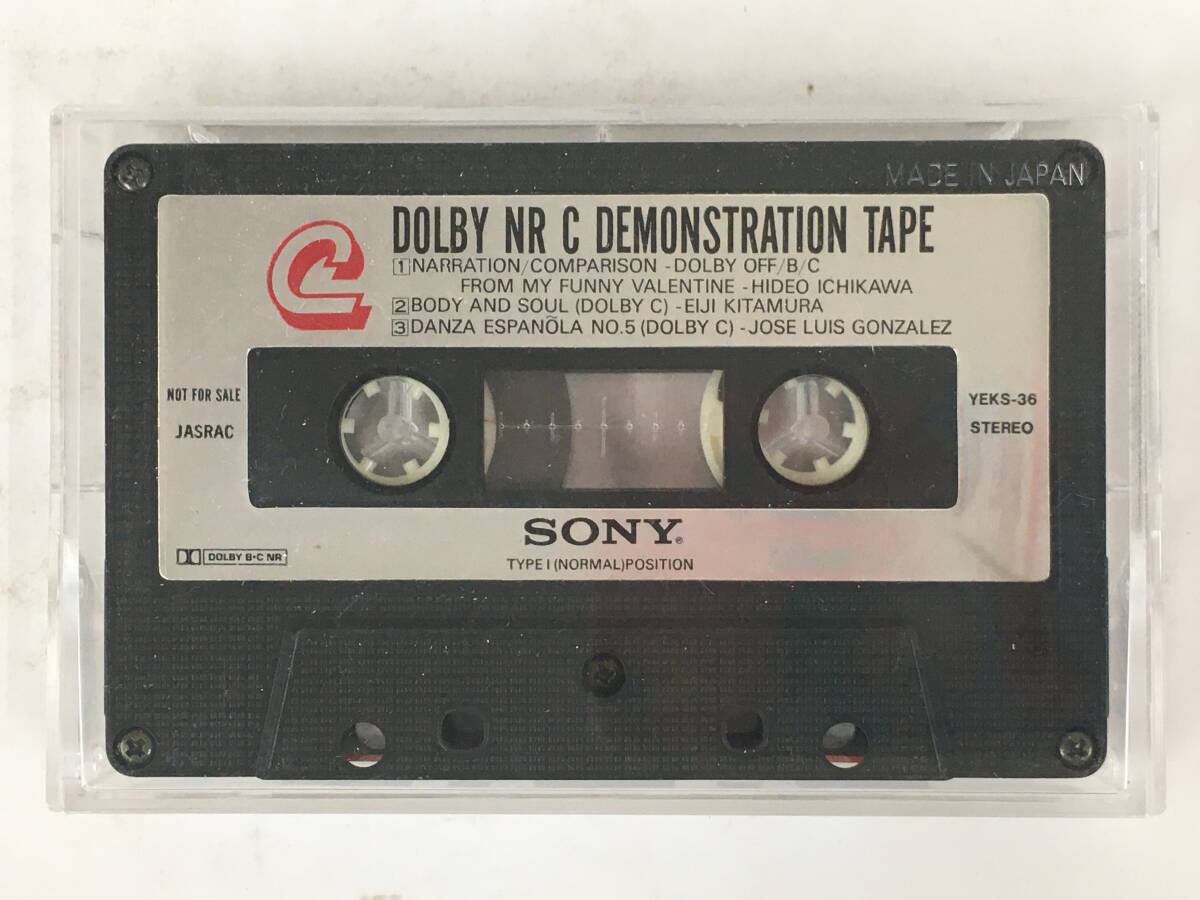 MADE IN JAPAN
C
DOLBY NR C DEMONSTRATION TAPE
1 NARRATION/COMPARISON -DOLBY OFF/B/C
FROM MY FUNNY VALENTINE -HIDEO ICHIKAWA
2 BODY AND SOUL (DOLBY C) -EIJI KITAMURA
3 DANZA ESPANÕLA NO.5 (DOLBY C) -JOSE LUIS GONZALEZ
NOT FOR SALE
JASRAC
YEKS-36
STEREO
SONY®
DOLBY B·C NR
TYPE I (NORMAL) POSITION